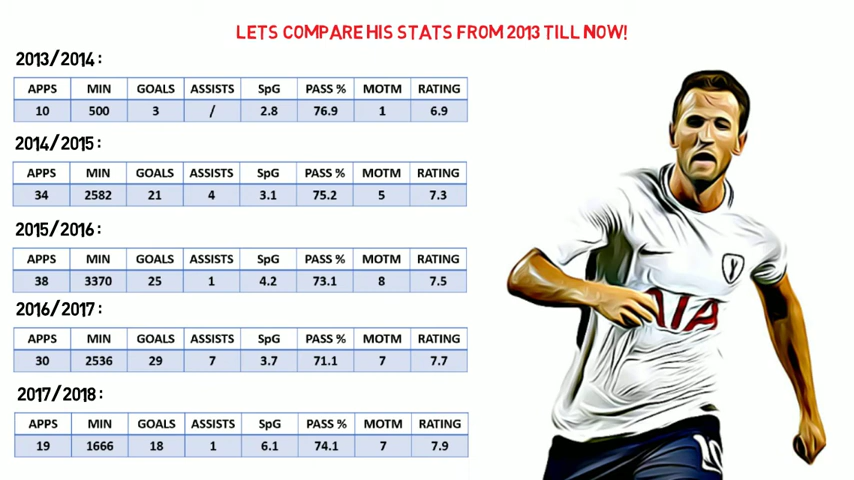 LETS COMPARE HIS STATS FROM 2013 TILL NOW!
2013/2014:
APPS MIN GOALS ASSISTS SpG PASS % MOTM RATING
10 500 3 / 2.8 76.9 1 6.9
2014/2015:
APPS MIN GOALS ASSISTS SpG PASS % MOTM RATING
34 2582 21 4 3.1 75.2 5 7.3
2015/2016:
APPS MIN GOALS ASSISTS SpG PASS % MOTM RATING
38 3370 25 1 4.2 73.1 8 7.5
2016/2017:
APPS MIN GOALS ASSISTS SpG PASS % MOTM RATING
30 2536 29 7 3.7 71.1 7 7.7
2017/2018:
APPS MIN GOALS ASSISTS SpG PASS % MOTM RATING
19 1666 18 1 6.1 74.1 7 7.9
AIA
10